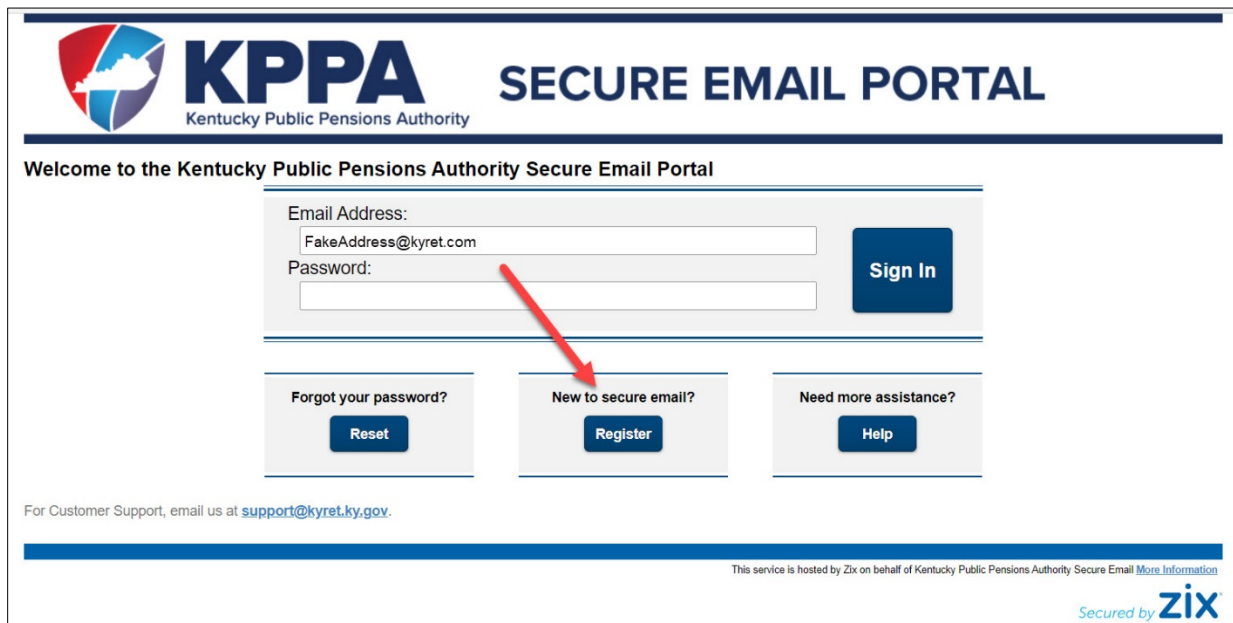 KPPA
Kentucky Public Pensions Authority
SECURE EMAIL PORTAL
Welcome to the Kentucky Public Pensions Authority Secure Email Portal
Email Address:
FakeAddress@kyret.com
Password:
Sign In
Forgot your password?
Reset
New to secure email?
Register
Need more assistance?
Help
For Customer Support, email us at support@kyret.ky.gov.
This service is hosted by Zix on behalf of Kentucky Public Pensions Authority Secure Email More Information
Secured by zix